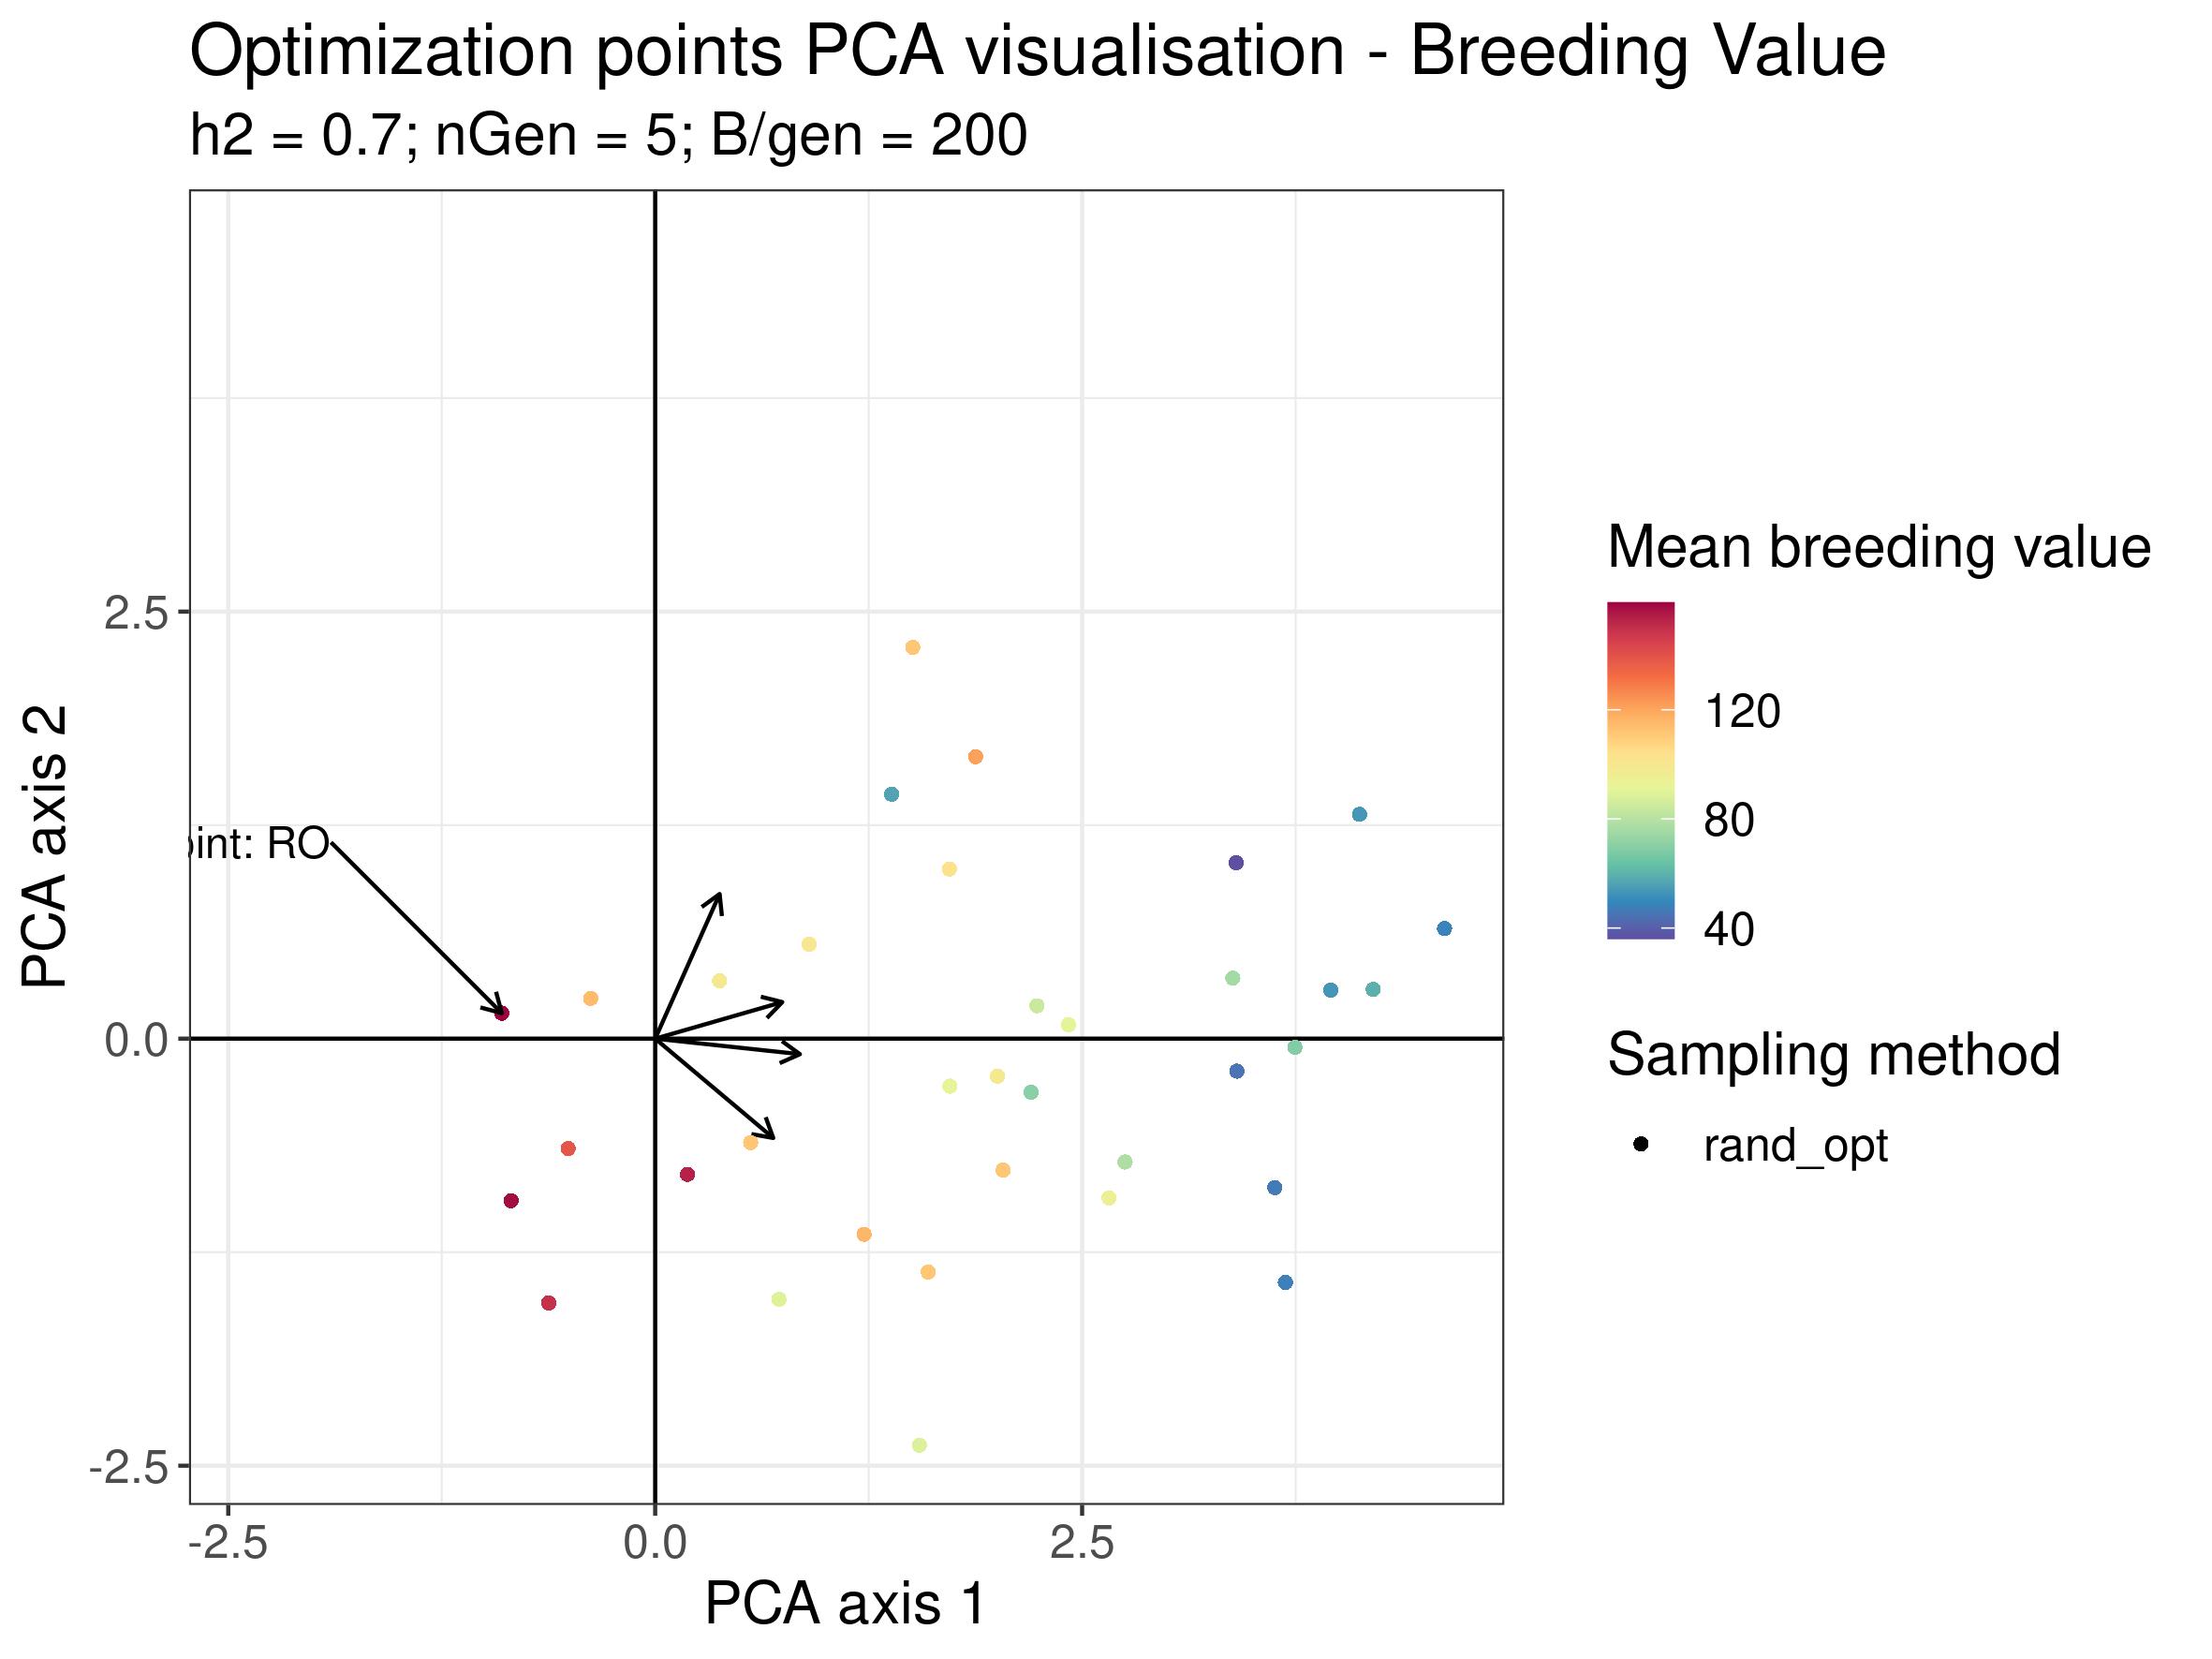 Optimization points PCA visualisation - Breeding Value
h2 = 0.7; nGen = 5; B/gen = 200
PCA axis 2
2.5
0.0
-2.5
int: RO
-2.5
0.0
2.5
PCA axis 1
Mean breeding value
120
80
40
Sampling method
rand_opt